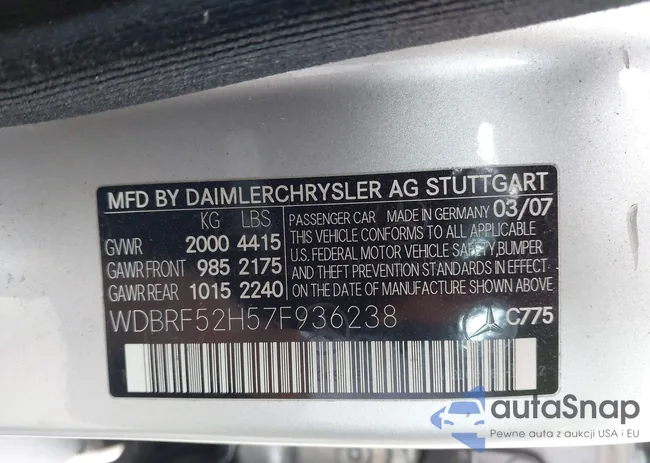 MFD BY DAIMLERCHRYSLER AG STUTTGART
KG LBS
GVWR 2000 4415
GAWR FRONT 985 2175
GAWR REAR 1015 2240
PASSENGER CAR MADE IN GERMANY 03/07
THIS VEHICLE CONFORMS TO ALL APPLICABLE
U.S. FEDERAL MOTOR VEHICLE SAFETY, BUMPER
AND THEFT PREVENTION STANDARDS IN EFFECT
ON THE DATE OF MANUFACTURE SHOWN ABOVE
WDBRF52H57F936238
C775
autaSnap
Pewne auta z aukcji USA i EU